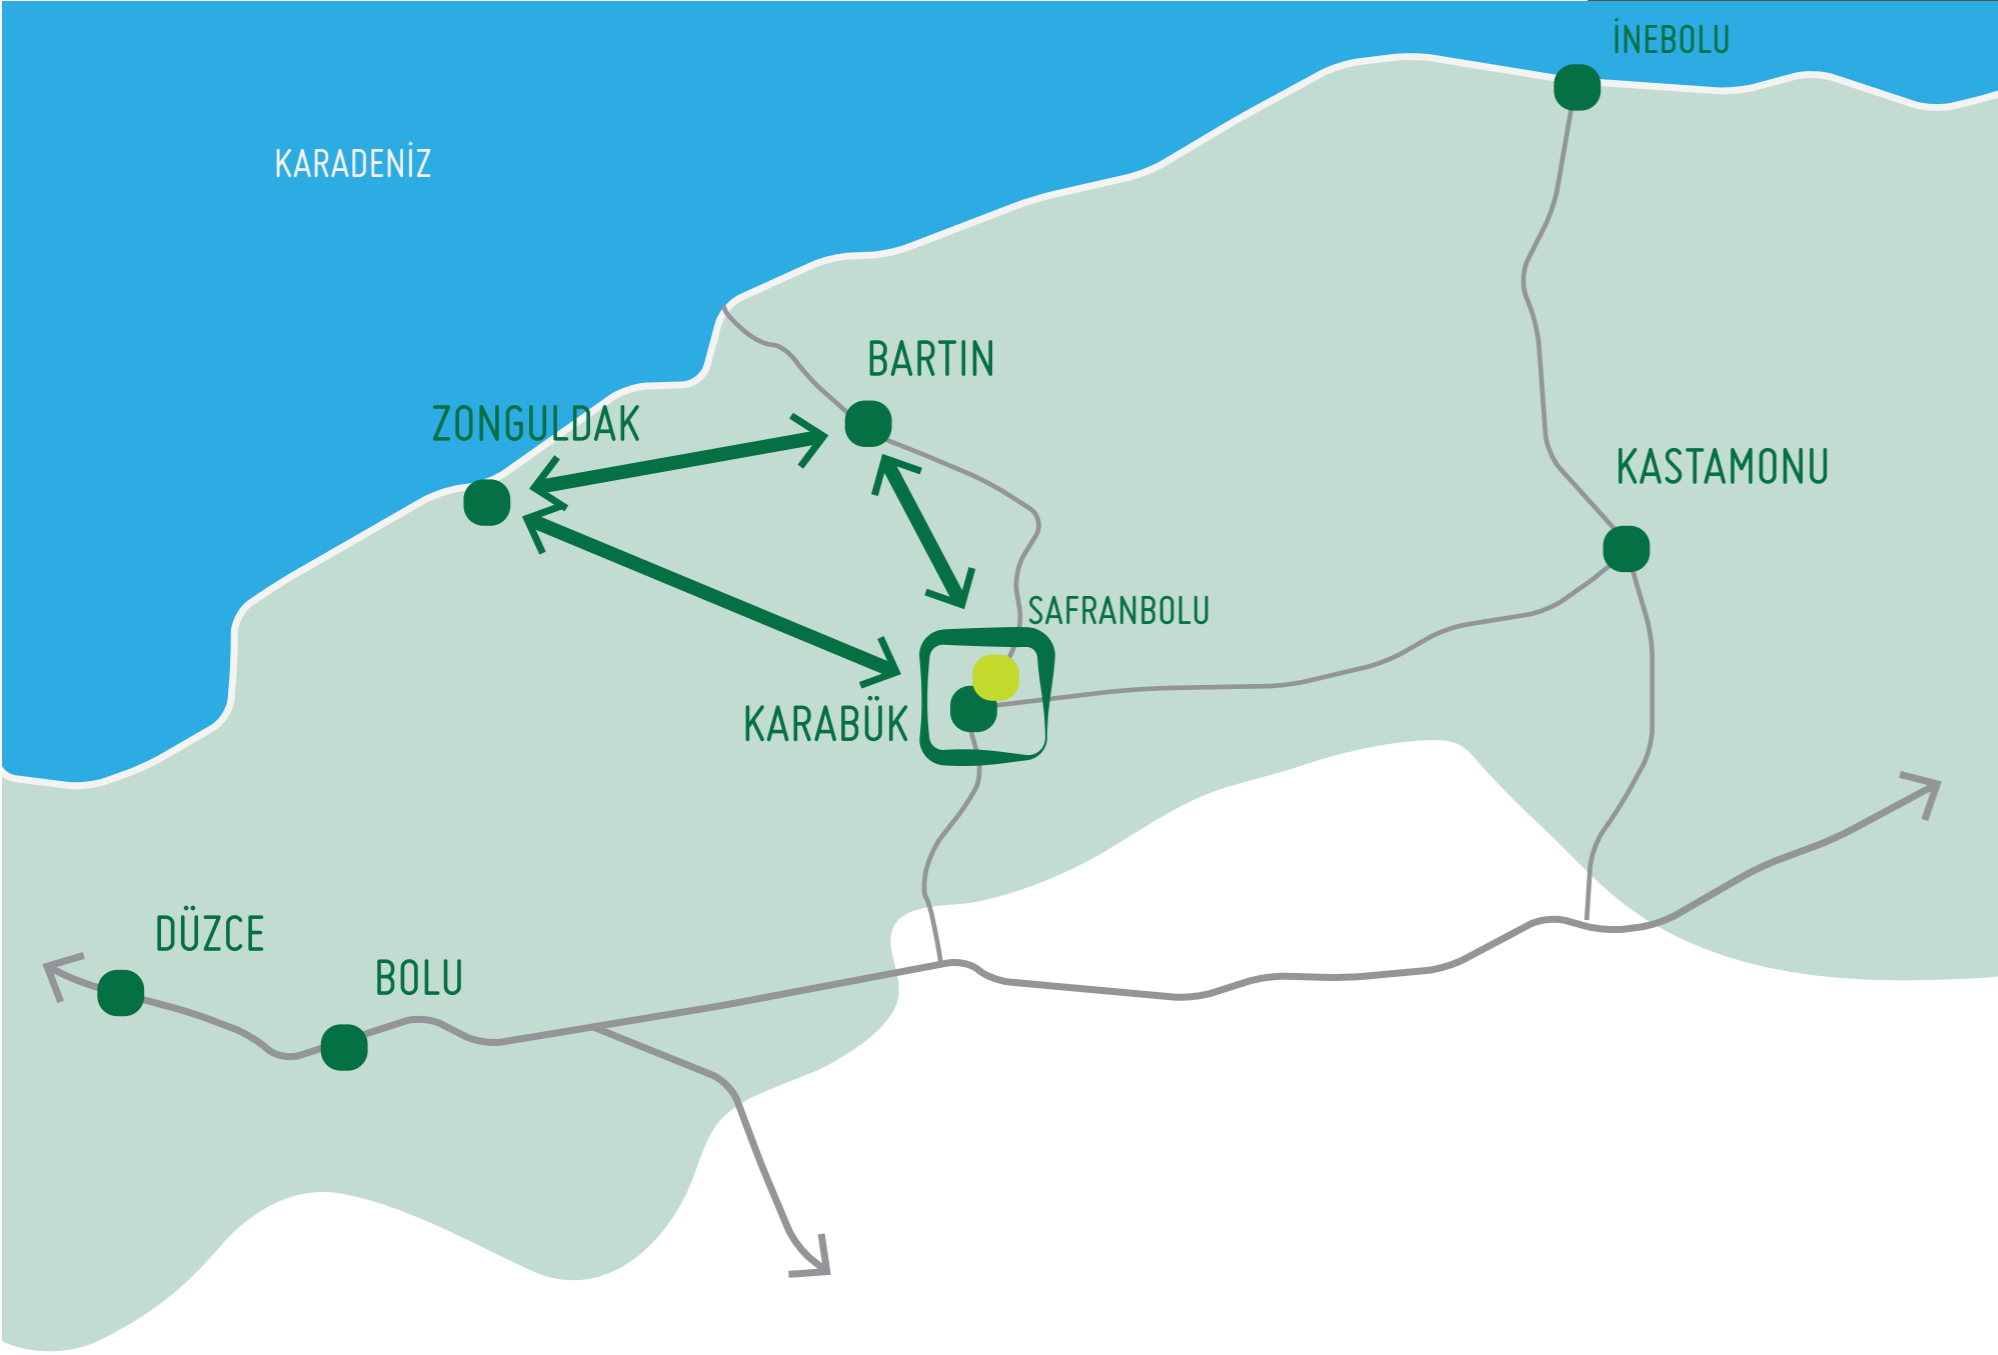 İNEBOLU
KARADENİZ
BARTIN
ZONGULDAK
KASTAMONU
SAFRANBOLU
KARABÜK
DÜZCE
BOLU